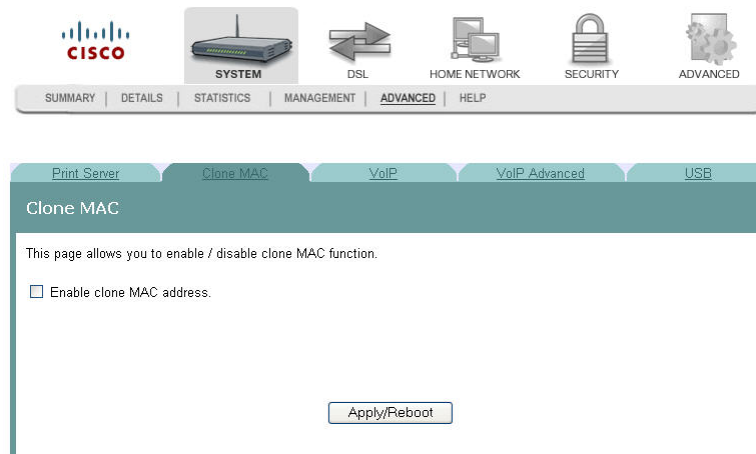 CISCO
SYSTEM DSL HOME NETWORK SECURITY ADVANCED
SUMMARY | DETAILS | STATISTICS | MANAGEMENT | ADVANCED | HELP
Print Server Clone MAC VoIP VoIP Advanced USB
Clone MAC
This page allows you to enable / disable clone MAC function.
Enable clone MAC address.
Apply/Reboot